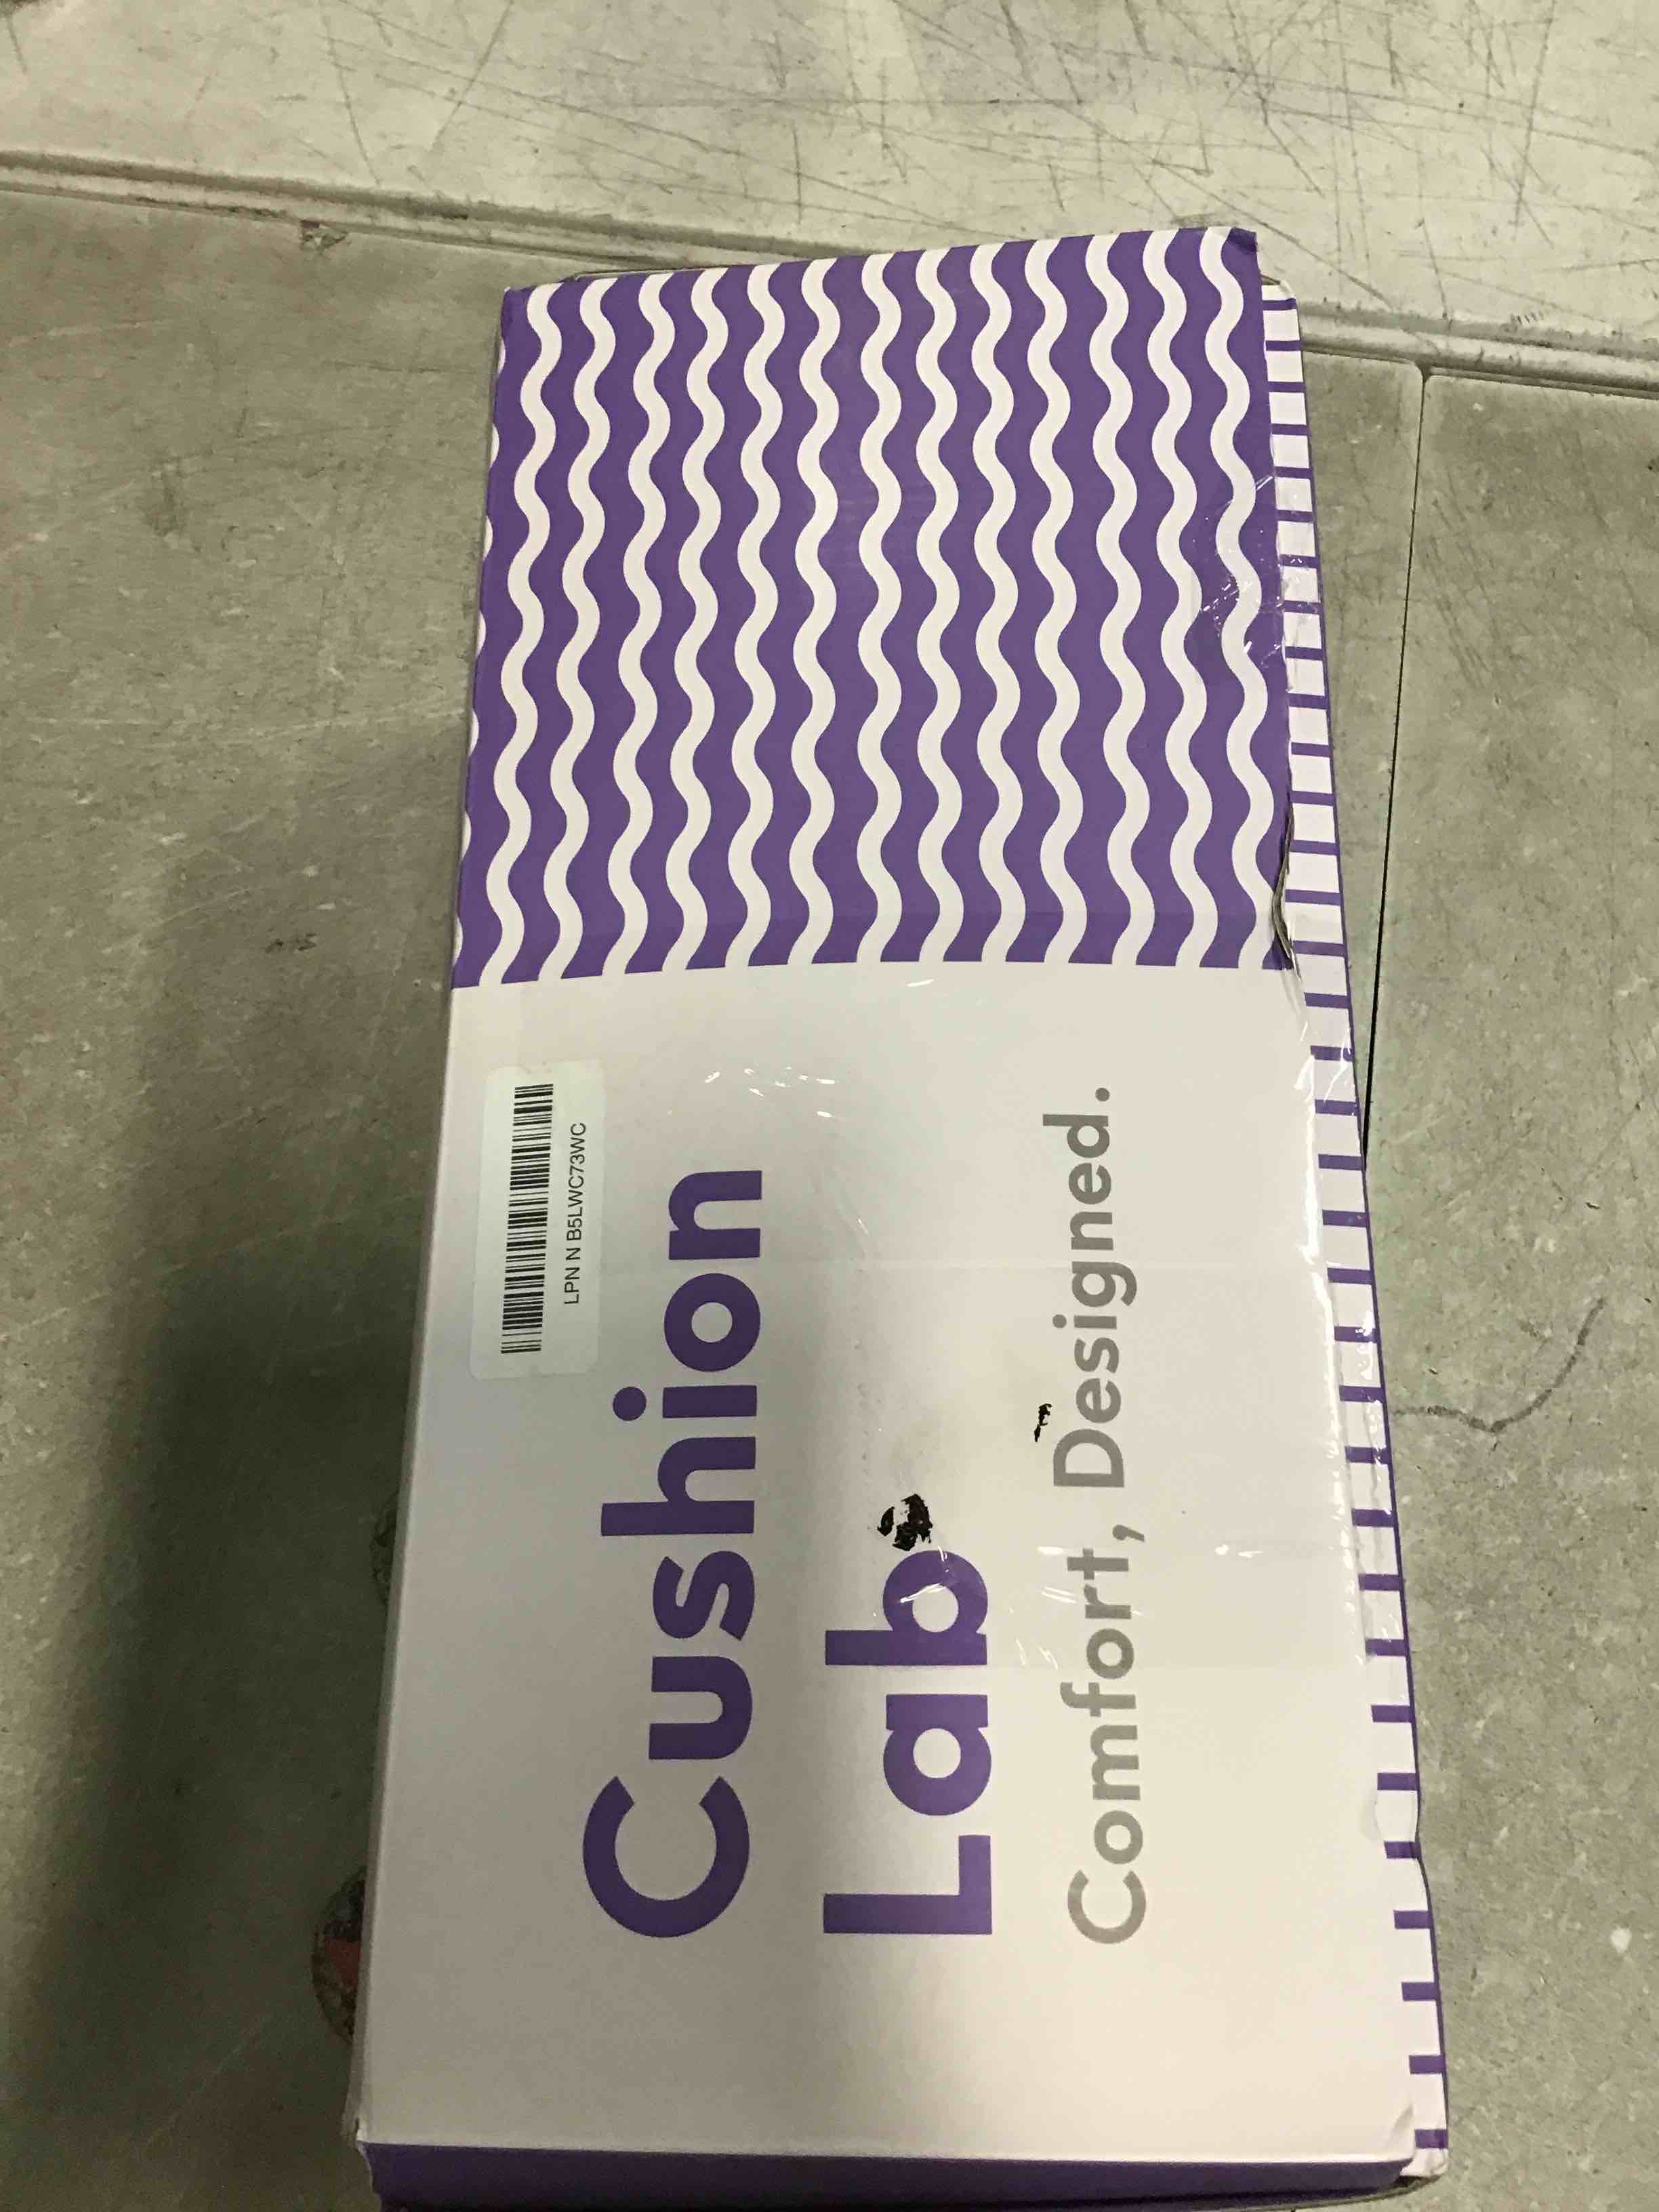 LPN N B5LWC73WC
Cushion
Lab
Comfort, Designed.